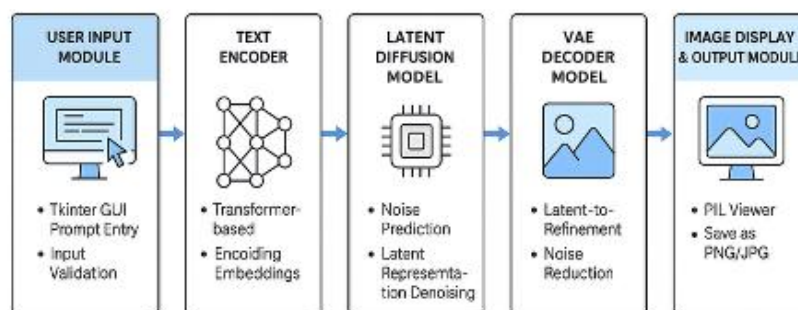 USER INPUT
MODULE
• Tkinter GUI
Prompt Entry
• Input
Validation
TEXT
ENCODER
• Transformer-
based
• Encoiding
Embeddings
LATENT
DIFFUSION
MODEL
• Noise
Prediction
• Latent
Representa-
tion Denoising
VAE
DECODER
MODEL
• Latent-to-
Refinement
• Noise
Reduction
IMAGE DISPLAY
& OUTPUT MODULE
• PIL Viewer
• Save as
PNG/JPG